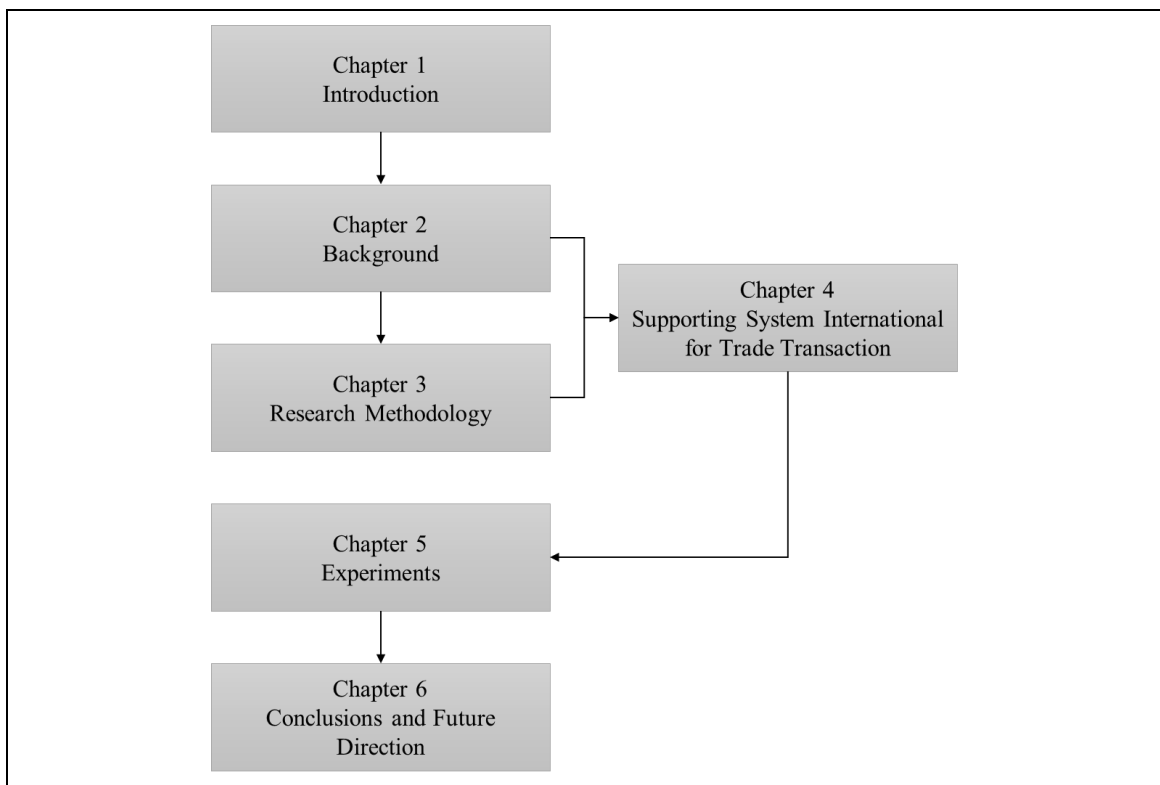 Chapter 1
Introduction
Chapter 2
Background
Chapter 3
Research Methodology
Chapter 4
Supporting System International
for Trade Transaction
Chapter 5
Experiments
Chapter 6
Conclusions and Future
Direction